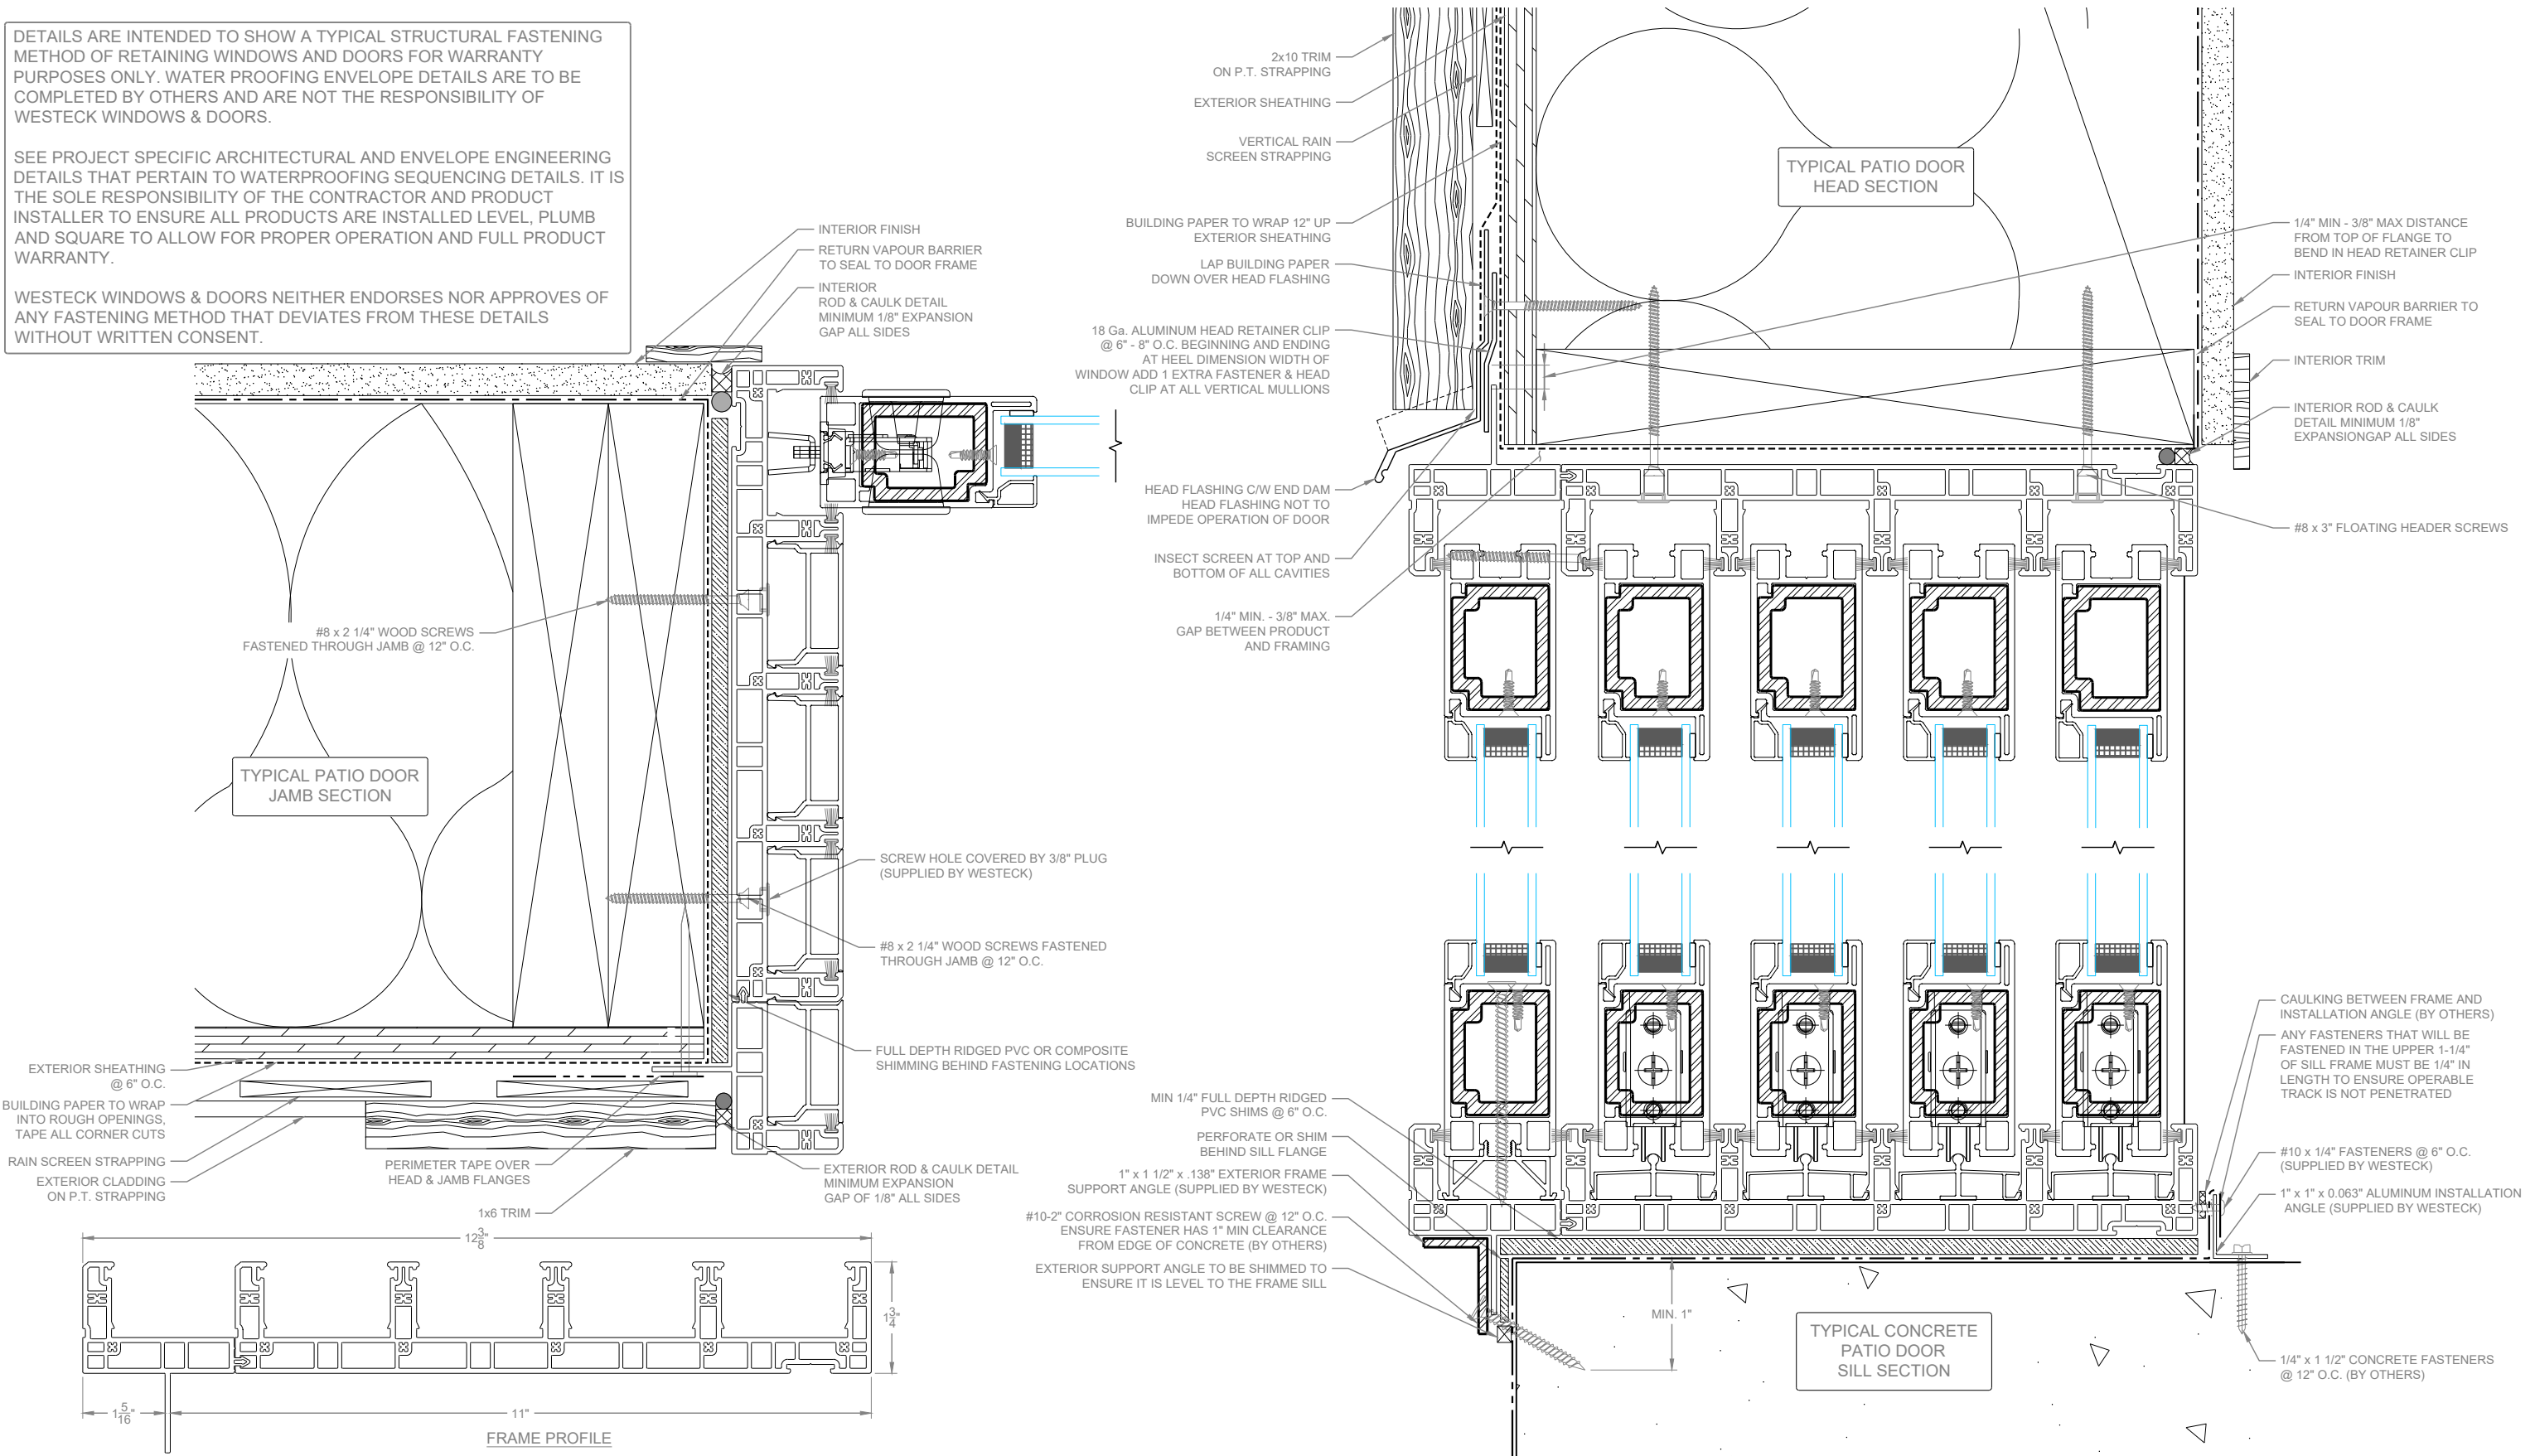 DETAILS ARE INTENDED TO SHOW A TYPICAL STRUCTURAL FASTENING
METHOD OF RETAINING WINDOWS AND DOORS FOR WARRANTY
PURPOSES ONLY. WATER PROOFING ENVELOPE DETAILS ARE TO BE
COMPLETED BY OTHERS AND ARE NOT THE RESPONSIBILITY OF
WESTECK WINDOWS & DOORS.
SEE PROJECT SPECIFIC ARCHITECTURAL AND ENVELOPE ENGINEERING
DETAILS THAT PERTAIN TO WATERPROOFING SEQUENCING DETAILS. IT IS
THE SOLE RESPONSIBILITY OF THE CONTRACTOR AND PRODUCT
INSTALLER TO ENSURE ALL PRODUCTS ARE INSTALLED LEVEL, PLUMB
AND SQUARE TO ALLOW FOR PROPER OPERATION AND FULL PRODUCT
WARRANTY.
WESTECK WINDOWS & DOORS NEITHER ENDORSES NOR APPROVES OF
ANY FASTENING METHOD THAT DEVIATES FROM THESE DETAILS
WITHOUT WRITTEN CONSENT.
INTERIOR FINISH
RETURN VAPOUR BARRIER
TO SEAL TO DOOR FRAME
INTERIOR
ROD & CAULK DETAIL
MINIMUM 1/8" EXPANSION
GAP ALL SIDES
#8 x 2 1/4" WOOD SCREWS
FASTENED THROUGH JAMB @ 12" O.C.
TYPICAL PATIO DOOR
JAMB SECTION
SCREW HOLE COVERED BY 3/8" PLUG
(SUPPLIED BY WESTECK)
#8 x 2 1/4" WOOD SCREWS FASTENED
THROUGH JAMB @ 12" O.C.
FULL DEPTH RIDGED PVC OR COMPOSITE
SHIMMING BEHIND FASTENING LOCATIONS
EXTERIOR SHEATHING
@ 6" O.C.
BUILDING PAPER TO WRAP
INTO ROUGH OPENINGS,
TAPE ALL CORNER CUTS
RAIN SCREEN STRAPPING
EXTERIOR CLADDING
ON P.T. STRAPPING
PERIMETER TAPE OVER
HEAD & JAMB FLANGES
1x6 TRIM
EXTERIOR ROD & CAULK DETAIL
MINIMUM EXPANSION
GAP OF 1/8" ALL SIDES
12 3/8"
1 3/4"
1 5/16"
11"
FRAME PROFILE
2x10 TRIM
ON P.T. STRAPPING
EXTERIOR SHEATHING
VERTICAL RAIN
SCREEN STRAPPING
BUILDING PAPER TO WRAP 12" UP
EXTERIOR SHEATHING
LAP BUILDING PAPER
DOWN OVER HEAD FLASHING
18 Ga. ALUMINUM HEAD RETAINER CLIP
@ 6" - 8" O.C. BEGINNING AND ENDING
AT HEEL DIMENSION WIDTH OF
WINDOW ADD 1 EXTRA FASTENER & HEAD
CLIP AT ALL VERTICAL MULLIONS
HEAD FLASHING C/W END DAM
HEAD FLASHING NOT TO
IMPEDE OPERATION OF DOOR
INSECT SCREEN AT TOP AND
BOTTOM OF ALL CAVITIES
1/4" MIN. - 3/8" MAX.
GAP BETWEEN PRODUCT
AND FRAMING
TYPICAL PATIO DOOR
HEAD SECTION
1/4" MIN - 3/8" MAX DISTANCE
FROM TOP OF FLANGE TO
BEND IN HEAD RETAINER CLIP
INTERIOR FINISH
RETURN VAPOUR BARRIER TO
SEAL TO DOOR FRAME
INTERIOR TRIM
INTERIOR ROD & CAULK
DETAIL MINIMUM 1/8"
EXPANSIONGAP ALL SIDES
#8 x 3" FLOATING HEADER SCREWS
MIN 1/4" FULL DEPTH RIDGED
PVC SHIMS @ 6" O.C.
PERFORATE OR SHIM
BEHIND SILL FLANGE
1" x 1 1/2" x .138" EXTERIOR FRAME
SUPPORT ANGLE (SUPPLIED BY WESTECK)
#10-2" CORROSION RESISTANT SCREW @ 12" O.C.
ENSURE FASTENER HAS 1" MIN CLEARANCE
FROM EDGE OF CONCRETE (BY OTHERS)
EXTERIOR SUPPORT ANGLE TO BE SHIMMED TO
ENSURE IT IS LEVEL TO THE FRAME SILL
MIN. 1"
TYPICAL CONCRETE
PATIO DOOR
SILL SECTION
CAULKING BETWEEN FRAME AND
INSTALLATION ANGLE (BY OTHERS)
ANY FASTENERS THAT WILL BE
FASTENED IN THE UPPER 1-1/4"
OF SILL FRAME MUST BE 1/4" IN
LENGTH TO ENSURE OPERABLE
TRACK IS NOT PENETRATED
#10 x 1/4" FASTENERS @ 6" O.C.
(SUPPLIED BY WESTECK)
1" x 1" x 0.063" ALUMINUM INSTALLATION
ANGLE (SUPPLIED BY WESTECK)
1/4" x 1 1/2" CONCRETE FASTENERS
@ 12" O.C. (BY OTHERS)